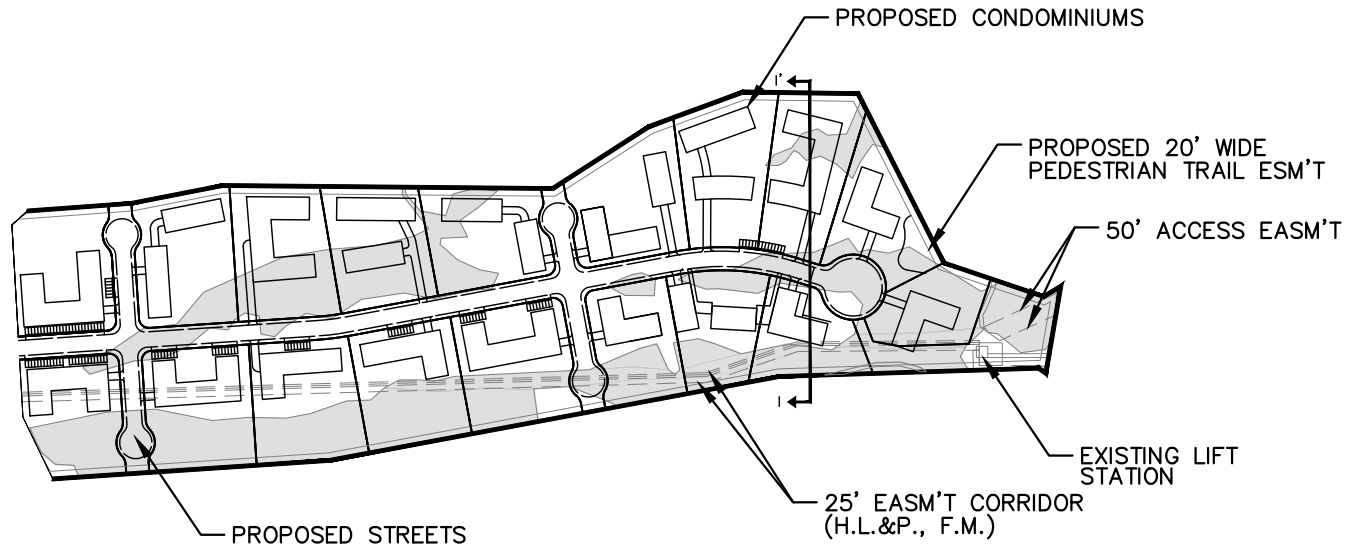 PROPOSED CONDOMINIUMS
I'
PROPOSED 20' WIDE
PEDESTRIAN TRAIL ESM'T
50' ACCESS EASM'T
I
EXISTING LIFT
STATION
25' EASM'T CORRIDOR
(H.L.&P., F.M.)
PROPOSED STREETS